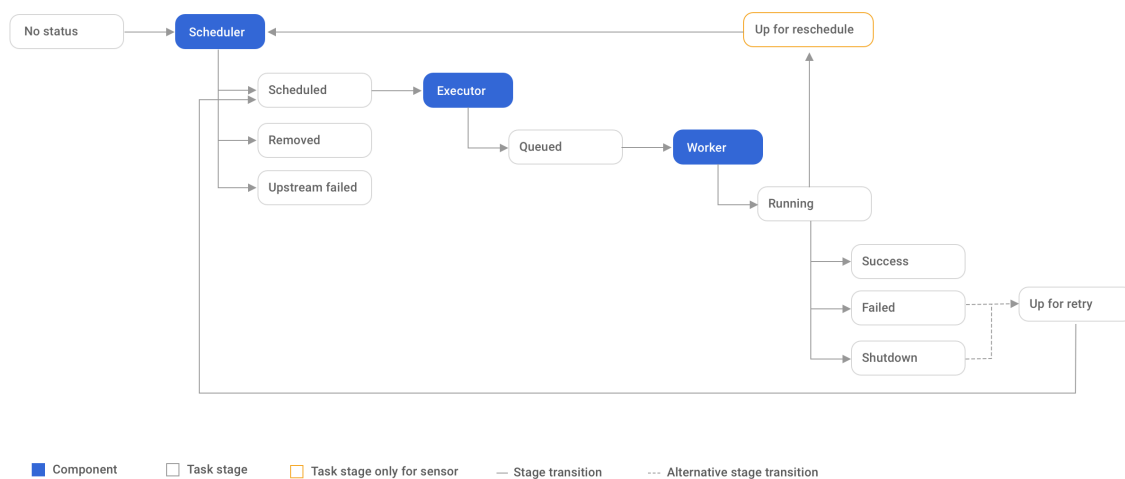 No status
Scheduler
Up for reschedule
Scheduled
Executor
Removed
Queued
Worker
Upstream failed
Running
Success
Failed
Up for retry
Shutdown
Component
Task stage
Task stage only for sensor
Stage transition
Alternative stage transition